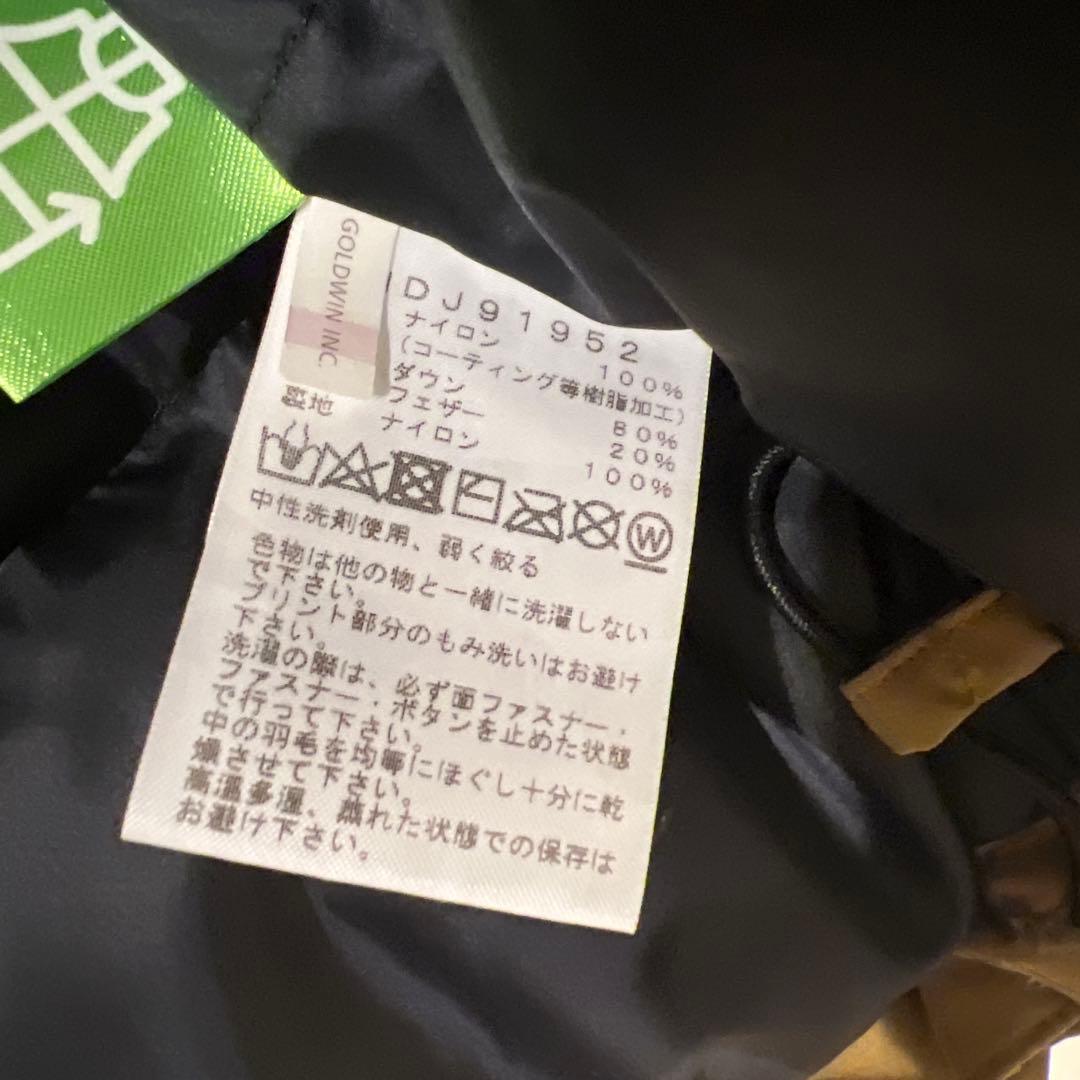 GOLDWIN INC.
DJ91952
ナイロン 100%
(コーティング等樹脂加工)
ダウン 80%
フェザー 20%
裏地 ナイロン 100%
W
中性洗剤使用、弱く絞る
色物は他の物と一緒に洗濯しない
で下さい。
プリント部分のもみ洗いはお避け
下さい。
洗濯の際は、必ず面ファスナー、
ファスナー、ボタンを止めた状態
で行って下さい。
中の羽毛を均等にほぐし十分に乾
燥させて下さい。
高温多湿、蒸れた状態での保存は
お避け下さい。